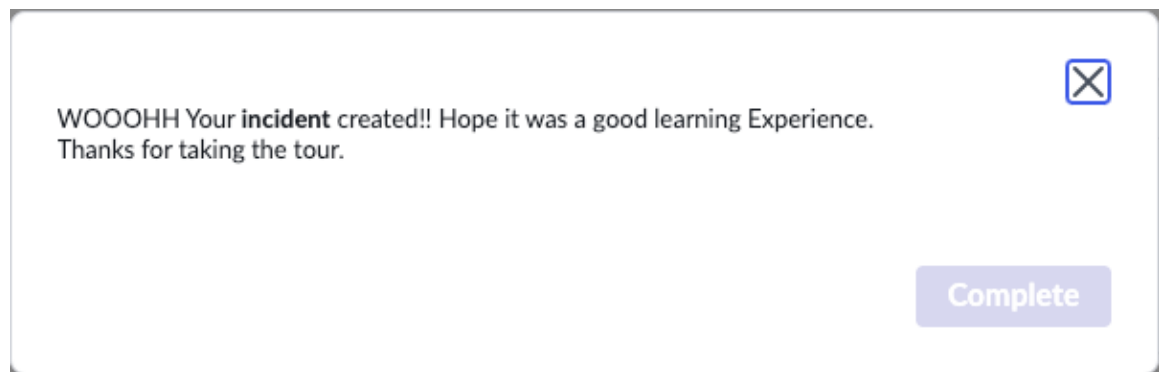 WOOOHH Your incident created!! Hope it was a good learning Experience.
Thanks for taking the tour.
Complete